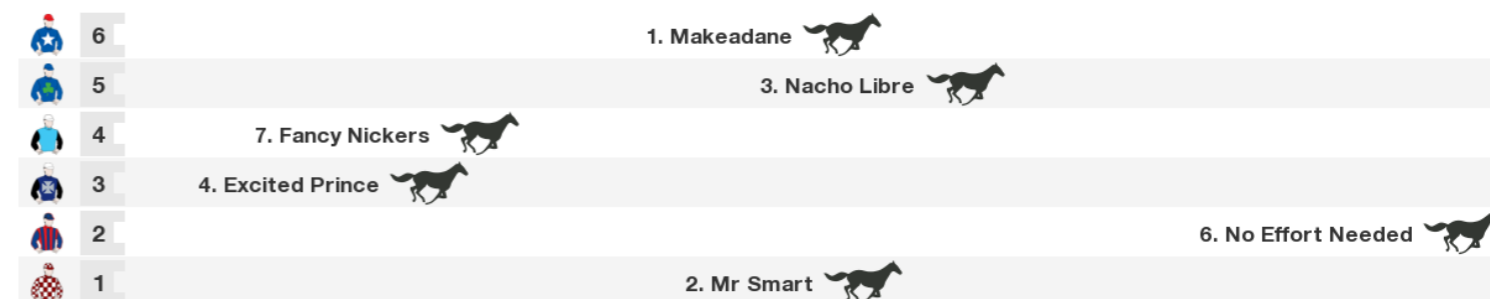 6 1. Makeadane
5 3. Nacho Libre
4 7. Fancy Nickers
3 4. Excited Prince
2 6. No Effort Needed
1 2. Mr Smart